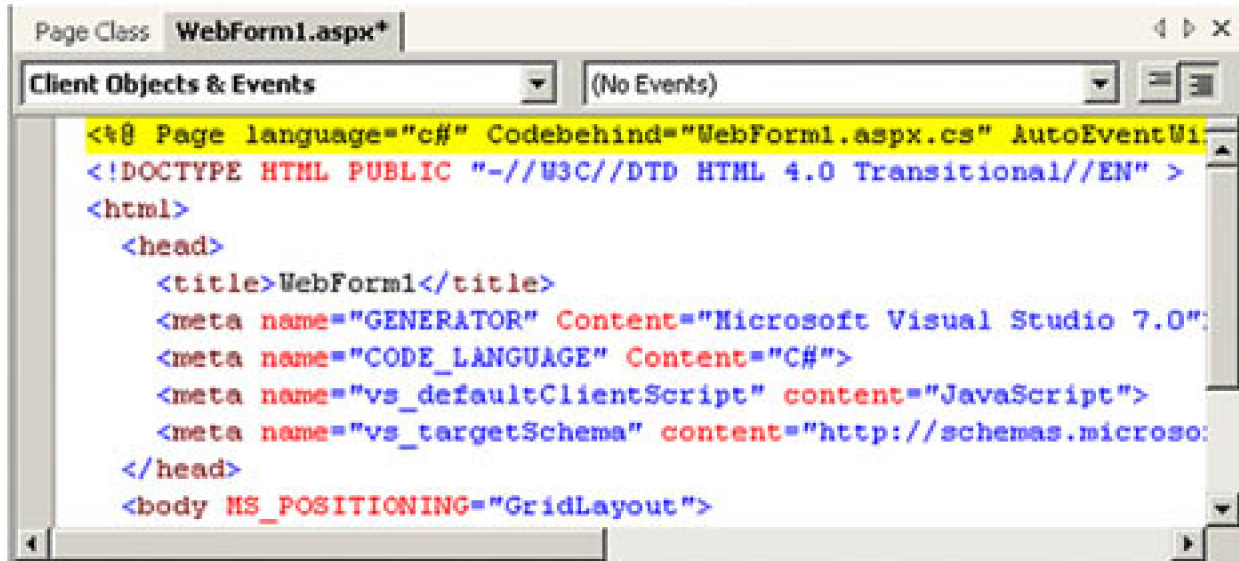 Page Class WebForm1.aspx*
Client Objects & Events (No Events)
<%@ Page language="c#" Codebehind="WebForm1.aspx.cs" AutoEventWi
<!DOCTYPE HTML PUBLIC "-//W3C//DTD HTML 4.0 Transitional//EN" >
<html>
<head>
<title>WebForm1</title>
<meta name="GENERATOR" Content="Microsoft Visual Studio 7.0"
<meta name="CODE_LANGUAGE" Content="C#">
<meta name="vs_defaultClientScript" content="JavaScript">
<meta name="vs_targetSchema" content="http://schemas.microso
</head>
<body MS_POSITIONING="GridLayout">